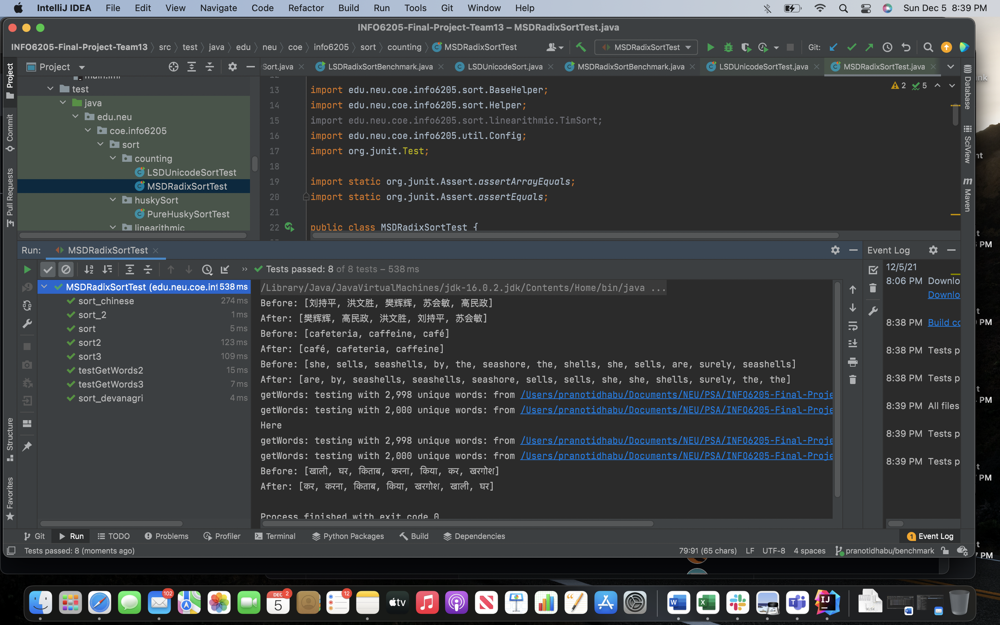 IntelliJ IDEA File Edit View Navigate Code Refactor Build Run Tools Git Window Help Sun Dec 5 8:39 PM
INFO6205-Final-Project-Team13 – MSDRadixSortTest.java
INFO6205-Final-Project-Team13 src test java edu neu coe info6205 sort counting MSDRadixSortTest MSDRadixSortTest Git:
Project Sort.java LSDRadixSortBenchmark.java LSDUnicodeSort.java MSDRadixSortBenchmark.java LSDUnicodeSortTest.java MSDRadixSortTest.java
Project
Commit
Pull Requests
Structure
Favorites
main.iml
test
java
edu.neu
coe.info6205
sort
counting
LSDUnicodeSortTest
MSDRadixSortTest
huskySort
PureHuskySortTest
linearithmic
2 5
13 import edu.neu.coe.info6205.sort.BaseHelper;
14 import edu.neu.coe.info6205.sort.Helper;
15 import edu.neu.coe.info6205.sort.linearithmic.TimSort;
16 import edu.neu.coe.info6205.util.Config;
17 import org.junit.Test;
18
19 import static org.junit.Assert.assertArrayEquals;
20 import static org.junit.Assert.assertEquals;
21
22 public class MSDRadixSortTest {
Database
SciView
Maven
Run: MSDRadixSortTest
Tests passed: 8 of 8 tests – 538 ms
MSDRadixSortTest (edu.neu.coe.inf 538 ms
sort_chinese 274 ms
sort_2 1 ms
sort 5 ms
sort2 123 ms
sort3 109 ms
testGetWords2 15 ms
testGetWords3 7 ms
sort_devanagri 4 ms
/Library/Java/JavaVirtualMachines/jdk-16.0.2.jdk/Contents/Home/bin/java ...
Before: [刘持平, 洪文胜, 樊辉辉, 苏会敏, 高民政]
After: [樊辉辉, 高民政, 洪文胜, 刘持平, 苏会敏]
Before: [cafeteria, caffeine, café]
After: [café, cafeteria, caffeine]
Before: [she, sells, seashells, by, the, seashore, the, shells, she, sells, are, surely, seashells]
After: [are, by, seashells, seashells, seashore, sells, sells, she, she, shells, surely, the, the]
getWords: testing with 2,998 unique words: from /Users/pranotidhabu/Documents/NEU/PSA/INFO6205-Final-Proje
getWords: testing with 2,000 unique words: from /Users/pranotidhabu/Documents/NEU/PSA/INFO6205-Final-Proje
Here
getWords: testing with 2,998 unique words: from /Users/pranotidhabu/Documents/NEU/PSA/INFO6205-Final-Proje
getWords: testing with 2,000 unique words: from /Users/pranotidhabu/Documents/NEU/PSA/INFO6205-Final-Proje
Before: [खाली, घर, किताब, करना, किया, कर, खरगोश]
After: [कर, करना, किताब, किया, खरगोश, खाली, घर]
Process finished with exit code 0
Event Log
12/5/21
8:06 PM Downlo
Downlo
8:38 PM Build co
8:38 PM Tests p
8:38 PM Tests p
8:39 PM All files
8:39 PM Tests p
8:39 PM Tests p
Git Run TODO Problems Profiler Terminal Python Packages Build Dependencies 1 Event Log
Tests passed: 8 (moments ago) 79:91 (65 chars) LF UTF-8 4 spaces pranotidhabu/benchmark
102 DEC 5 2 12 tv W X IJ XLSX